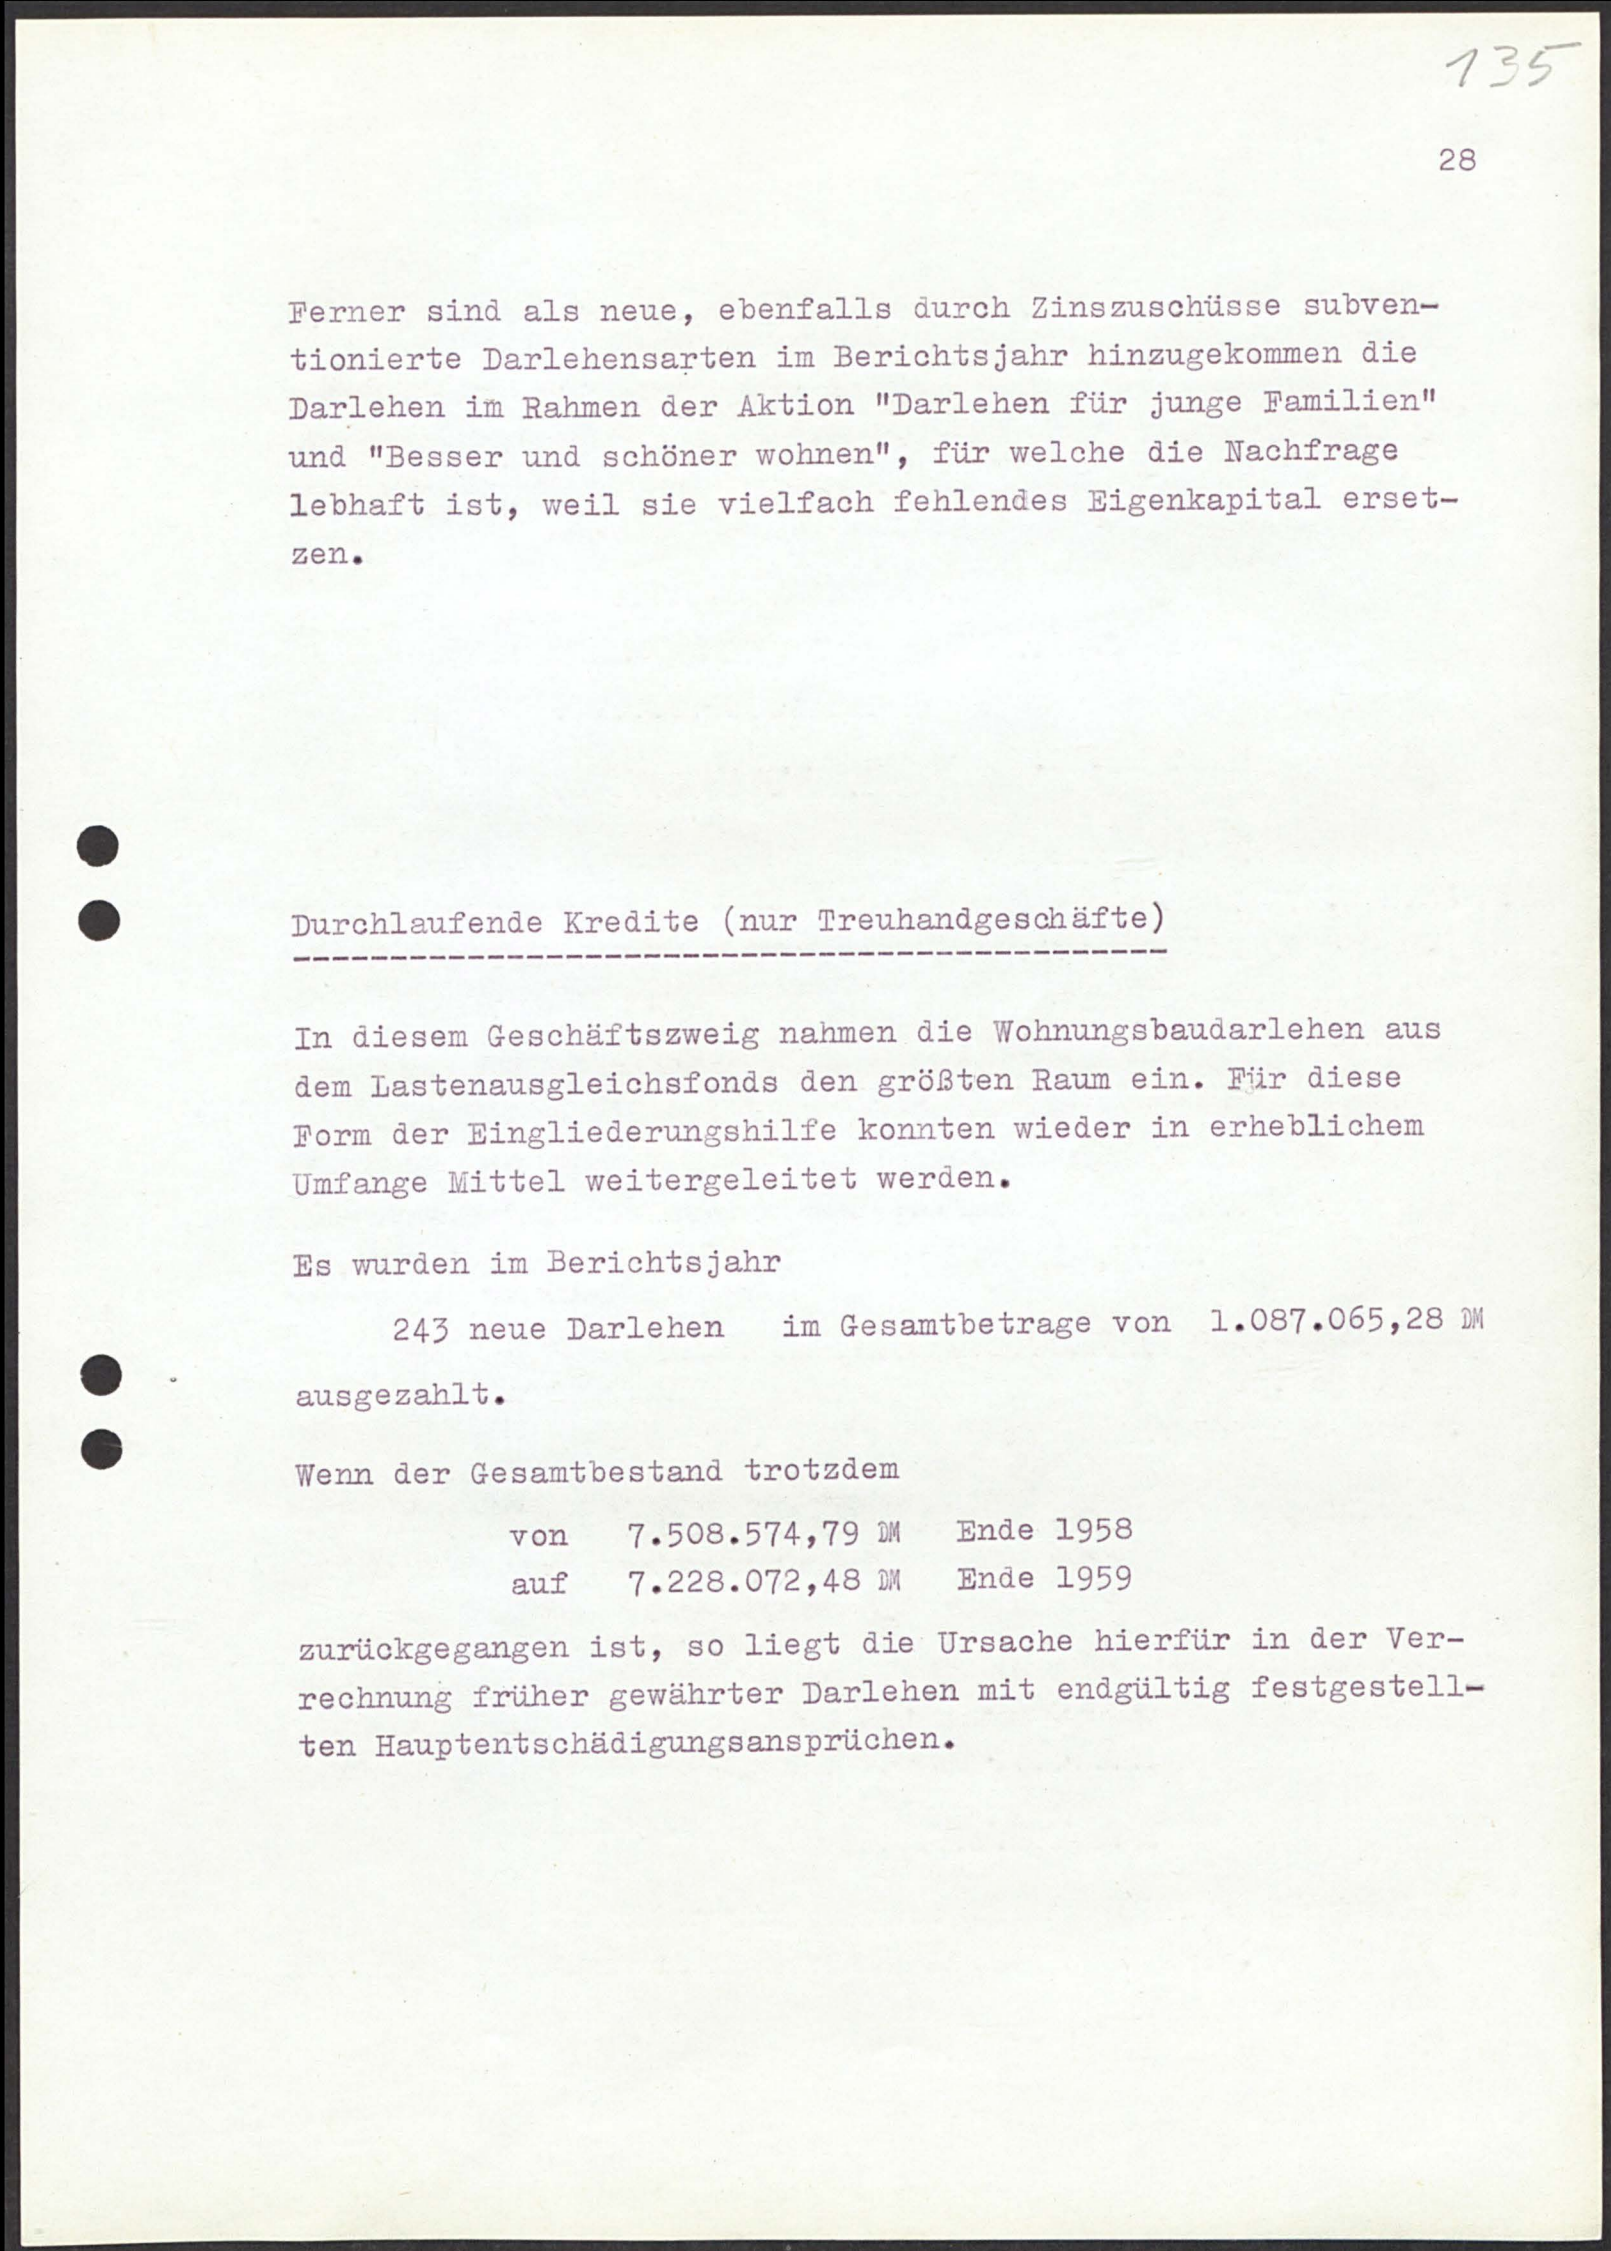 135
28
Ferner sind als neue, ebenfalls durch Zinszuschüsse subven-
tionierte Darlehensarten im Berichtsjahr hinzugekommen die
Darlehen im Rahmen der Aktion "Darlehen für junge Familien"
und "Besser und schöner wohnen", für welche die Nachfrage
lebhaft ist, weil sie vielfach fehlendes Eigenkapital erset-
zen.
Durchlaufende Kredite (nur Treuhandgeschäfte)
In diesem Geschäftszweig nahmen die Wohnungsbaudarlehen aus
dem Lastenausgleichsfonds den größten Raum ein. Für diese
Form der Eingliederungshilfe konnten wieder in erheblichem
Umfange Mittel weitergeleitet werden.
Es wurden im Berichtsjahr
243 neue Darlehen im Gesamtbetrage von 1.087.065,28 DM
ausgezahlt.
Wenn der Gesamtbestand trotzdem
von 7.508.574,79 DM Ende 1958
auf 7.228.072,48 DM Ende 1959
zurückgegangen ist, so liegt die Ursache hierfür in der Ver-
rechnung früher gewährter Darlehen mit endgültig festgestell-
ten Hauptentschädigungsansprüchen.